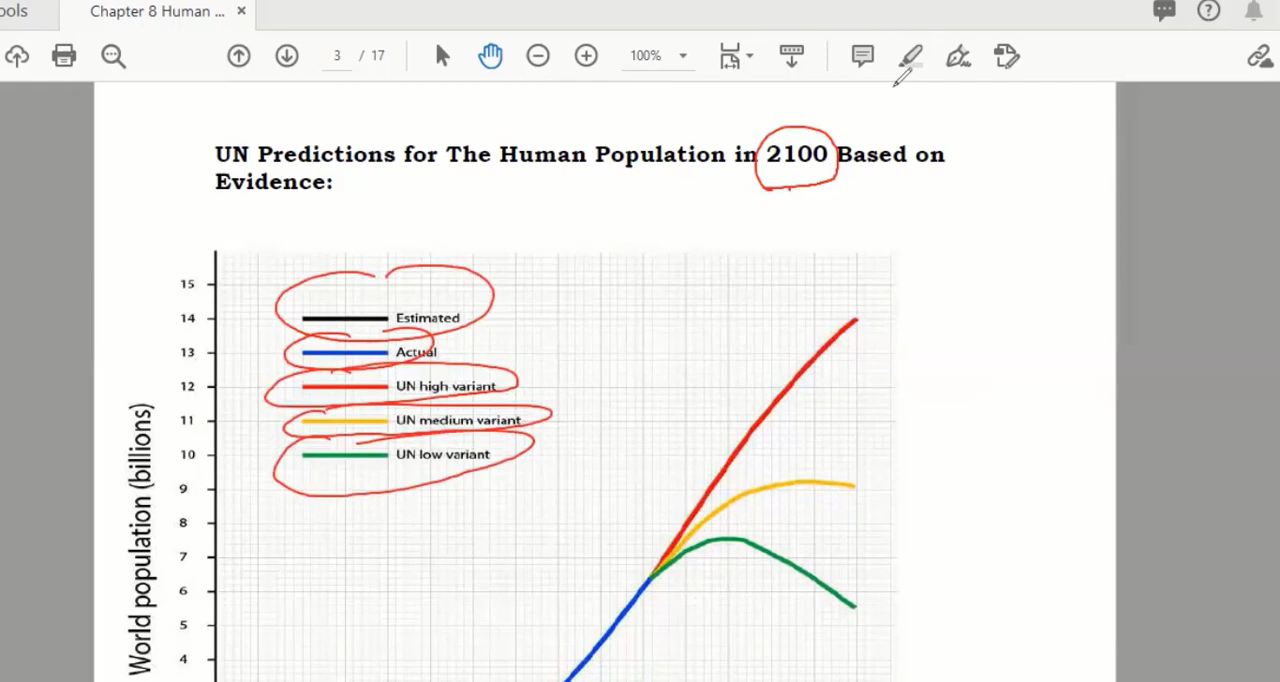 ools
Chapter 8 Human ... ×
3 / 17
100%
UN Predictions for The Human Population in 2100 Based on
Evidence:
15
14
13
12
11
10
9
8
7
6
5
4
World population (billions)
Estimated
Actual
UN high variant
UN medium variant
UN low variant